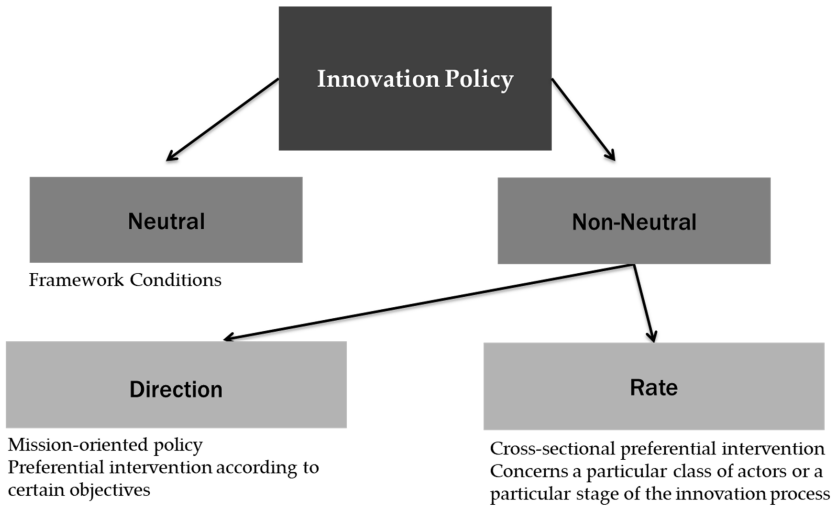 Innovation Policy
Neutral
Non-Neutral
Framework Conditions
Direction
Rate
Mission-oriented policy
Preferential intervention according to
certain objectives
Cross-sectional preferential intervention
Concerns a particular class of actors or a
particular stage of the innovation process